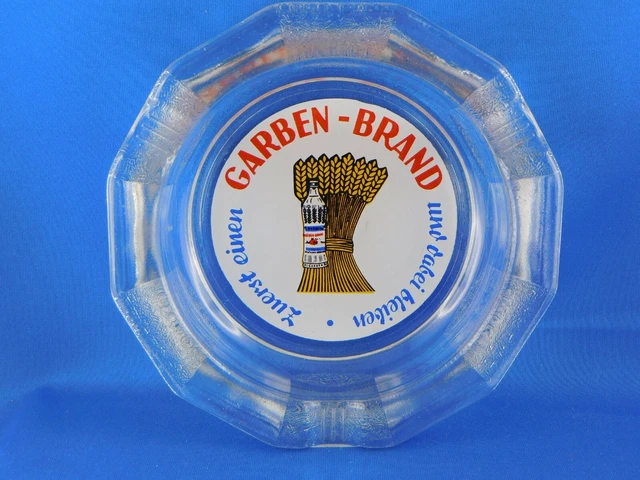 Zuerst einen
GARBEN-BRAND
und dabei bleiben